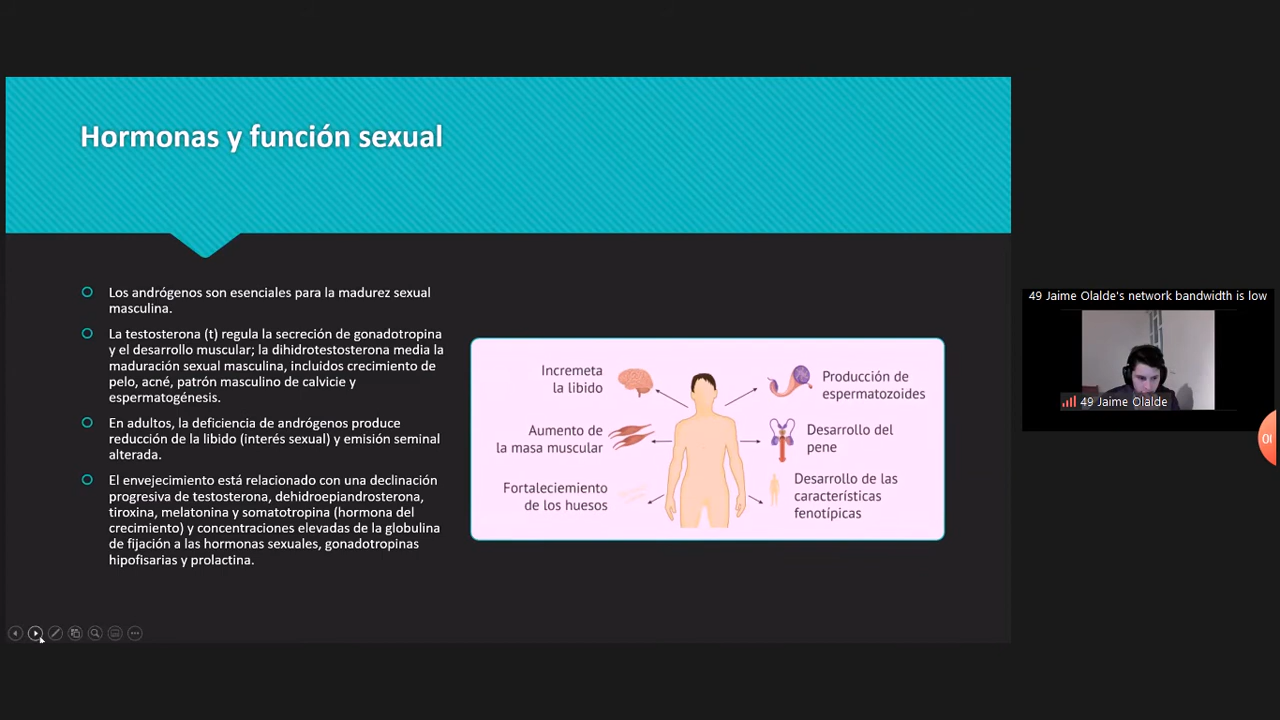 Hormonas y función sexual
Los andrógenos son esenciales para la madurez sexual
masculina.
La testosterona (t) regula la secreción de gonadotropina
y el desarrollo muscular; la dihidrotestosterona media la
maduración sexual masculina, incluidos crecimiento de
pelo, acné, patrón masculino de calvicie y
espermatogénesis.
En adultos, la deficiencia de andrógenos produce
reducción de la libido (interés sexual) y emisión seminal
alterada.
El envejecimiento está relacionado con una declinación
progresiva de testosterona, dehidroepiandrosterona,
tiroxina, melatonina y somatotropina (hormona del
crecimiento) y concentraciones elevadas de la globulina
de fijación a las hormonas sexuales, gonadotropinas
hipofisarias y prolactina.
Incremeta
la libido
Aumento de
la masa muscular
Fortaleciemiento
de los huesos
Producción de
espermatozoides
Desarrollo del
pene
Desarrollo de las
características
fenotípicas
49 Jaime Olalde's network bandwidth is low
49 Jaime Olalde